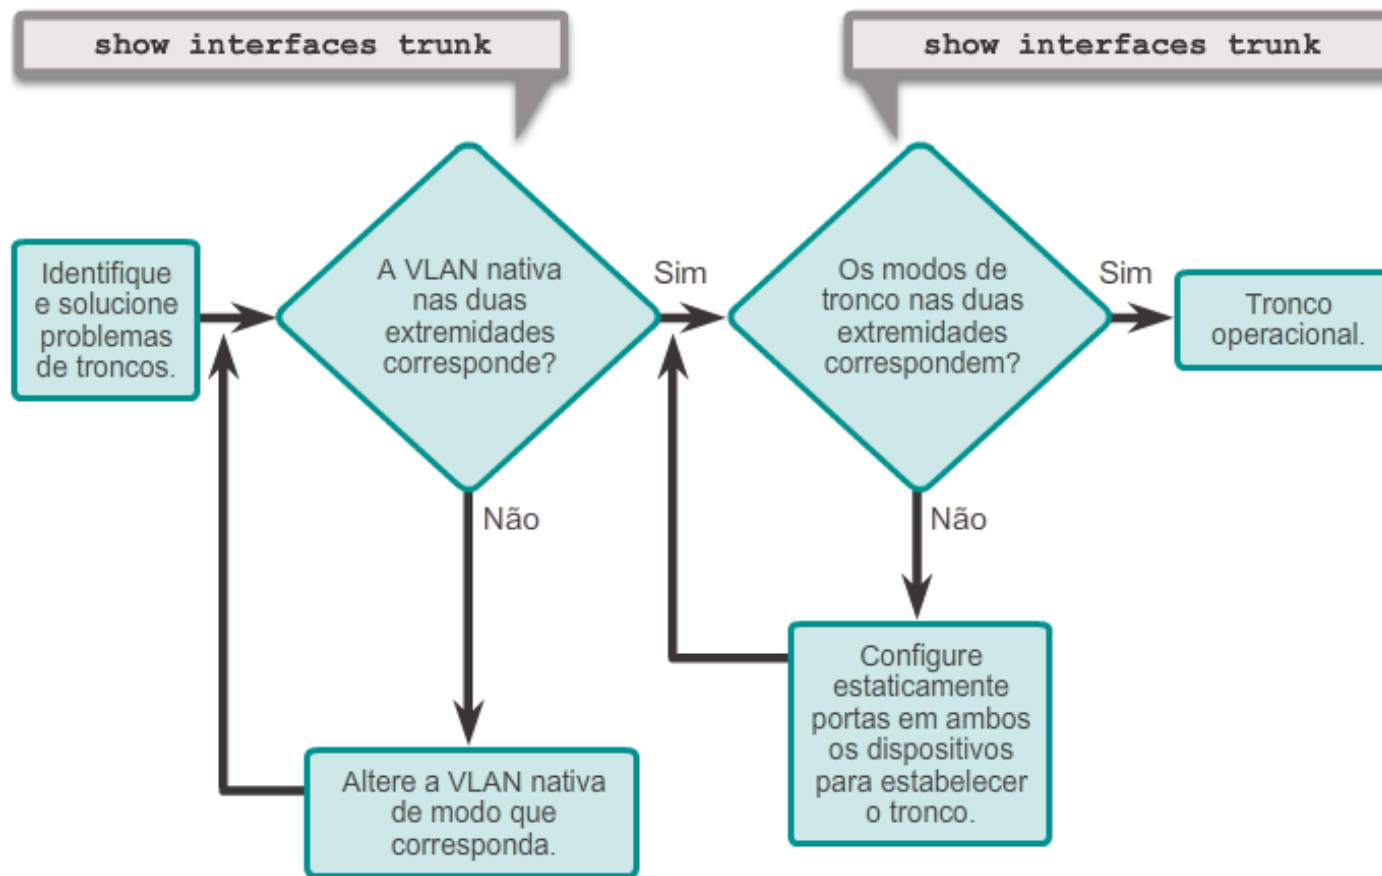 show interfaces trunk
show interfaces trunk
Identifique
e solucione
problemas
de troncos.
A VLAN nativa
nas duas
extremidades
corresponde?
Sim
Os modos de
tronco nas duas
extremidades
correspondem?
Sim
Tronco
operacional.
Não
Não
Altere a VLAN nativa
de modo que
corresponda.
Configure
estaticamente
portas em ambos
os dispositivos
para estabelecer
o tronco.